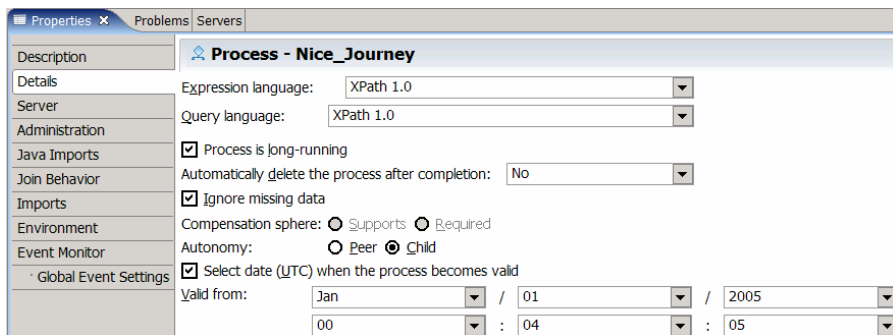 Properties Problems Servers
Process - Nice_Journey
Description
Details
Server
Administration
Java Imports
Join Behavior
Imports
Environment
Event Monitor
Global Event Settings
Expression language: XPath 1.0
Query language: XPath 1.0
Process is long-running
Automatically delete the process after completion: No
Ignore missing data
Compensation sphere: Supports Required
Autonomy: Peer Child
Select date (UTC) when the process becomes valid
Valid from: Jan / 01 / 2005
00 : 04 : 05